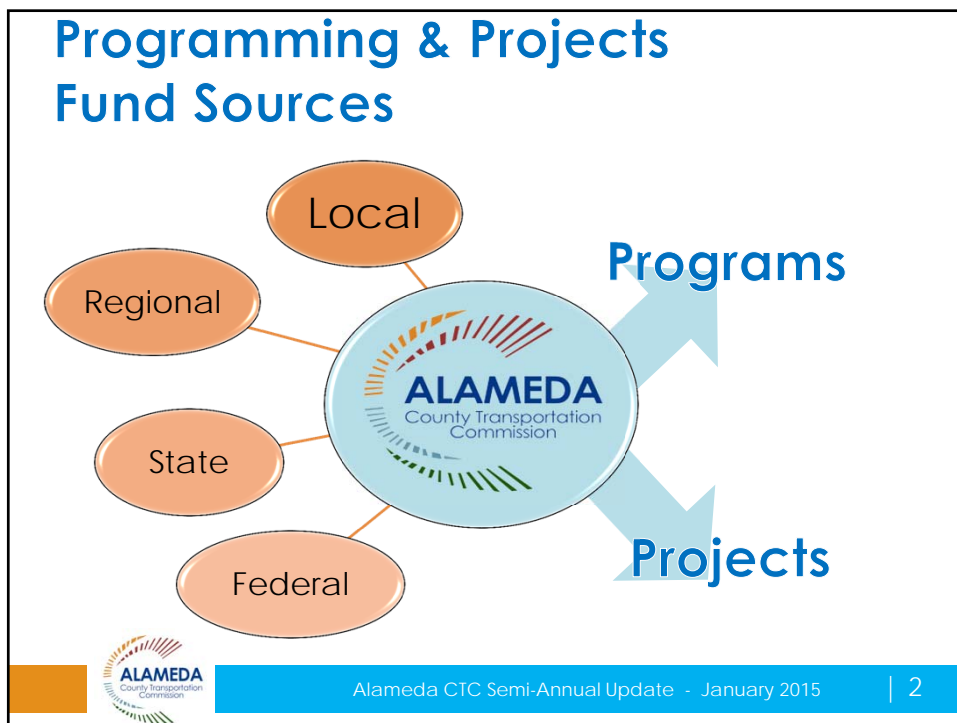 Programming & Projects
Fund Sources
Local
Regional
State
Federal
ALAMEDA
County Transportation
Commission
Programs
Projects
ALAMEDA
County Transportation
Commission
Alameda CTC Semi-Annual Update - January 2015 | 2